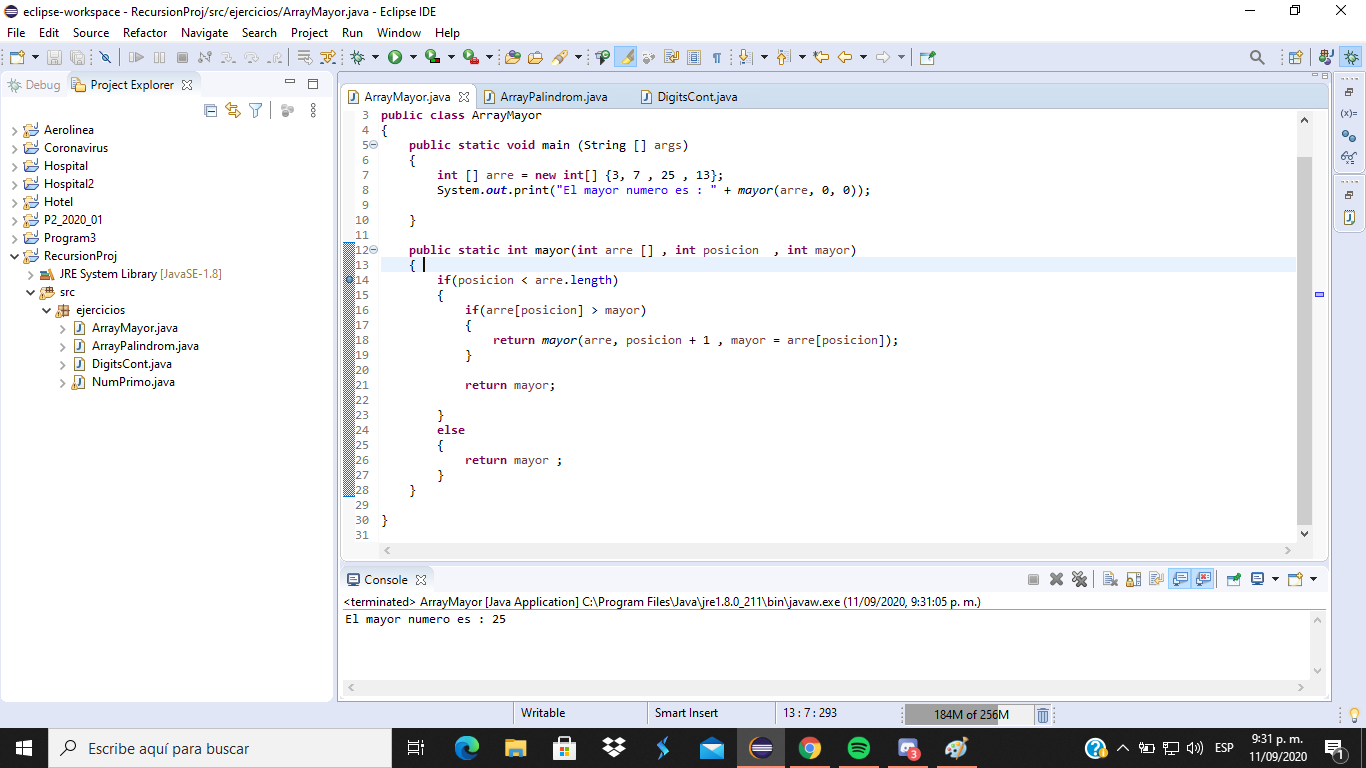 eclipse-workspace - RecursionProj/src/ejercicios/ArrayMayor.java - Eclipse IDE
File Edit Source Refactor Navigate Search Project Run Window Help
Debug Project Explorer
Aerolinea
Coronavirus
Hospital
Hospital2
Hotel
P2_2020_01
Program3
RecursionProj
JRE System Library [JavaSE-1.8]
src
ejercicios
ArrayMayor.java
ArrayPalindrom.java
DigitsCont.java
NumPrimo.java
ArrayMayor.java ArrayPalindrom.java DigitsCont.java
3 public class ArrayMayor
4 {
5 public static void main (String [] args)
6 {
7 int [] arre = new int[] {3, 7 , 25 , 13};
8 System.out.print("El mayor numero es : " + mayor(arre, 0, 0));
9
10 }
11
12 public static int mayor(int arre [] , int posicion  , int mayor)
13 {
14 if(posicion < arre.length)
15 {
16 if(arre[posicion] > mayor)
17 {
18 return mayor(arre, posicion + 1 , mayor = arre[posicion]);
19 }
20
21 return mayor;
22
23 }
24 else
25 {
26 return mayor ;
27 }
28 }
29
30 }
31
Console
<terminated> ArrayMayor [Java Application] C:\Program Files\Java\jre1.8.0_211\bin\javaw.exe (11/09/2020, 9:31:05 p. m.)
El mayor numero es : 25
Writable Smart Insert 13 : 7 : 293 184M of 256M
Escribe aquí para buscar
3
ESP
9:31 p. m.
11/09/2020
1
(x)=